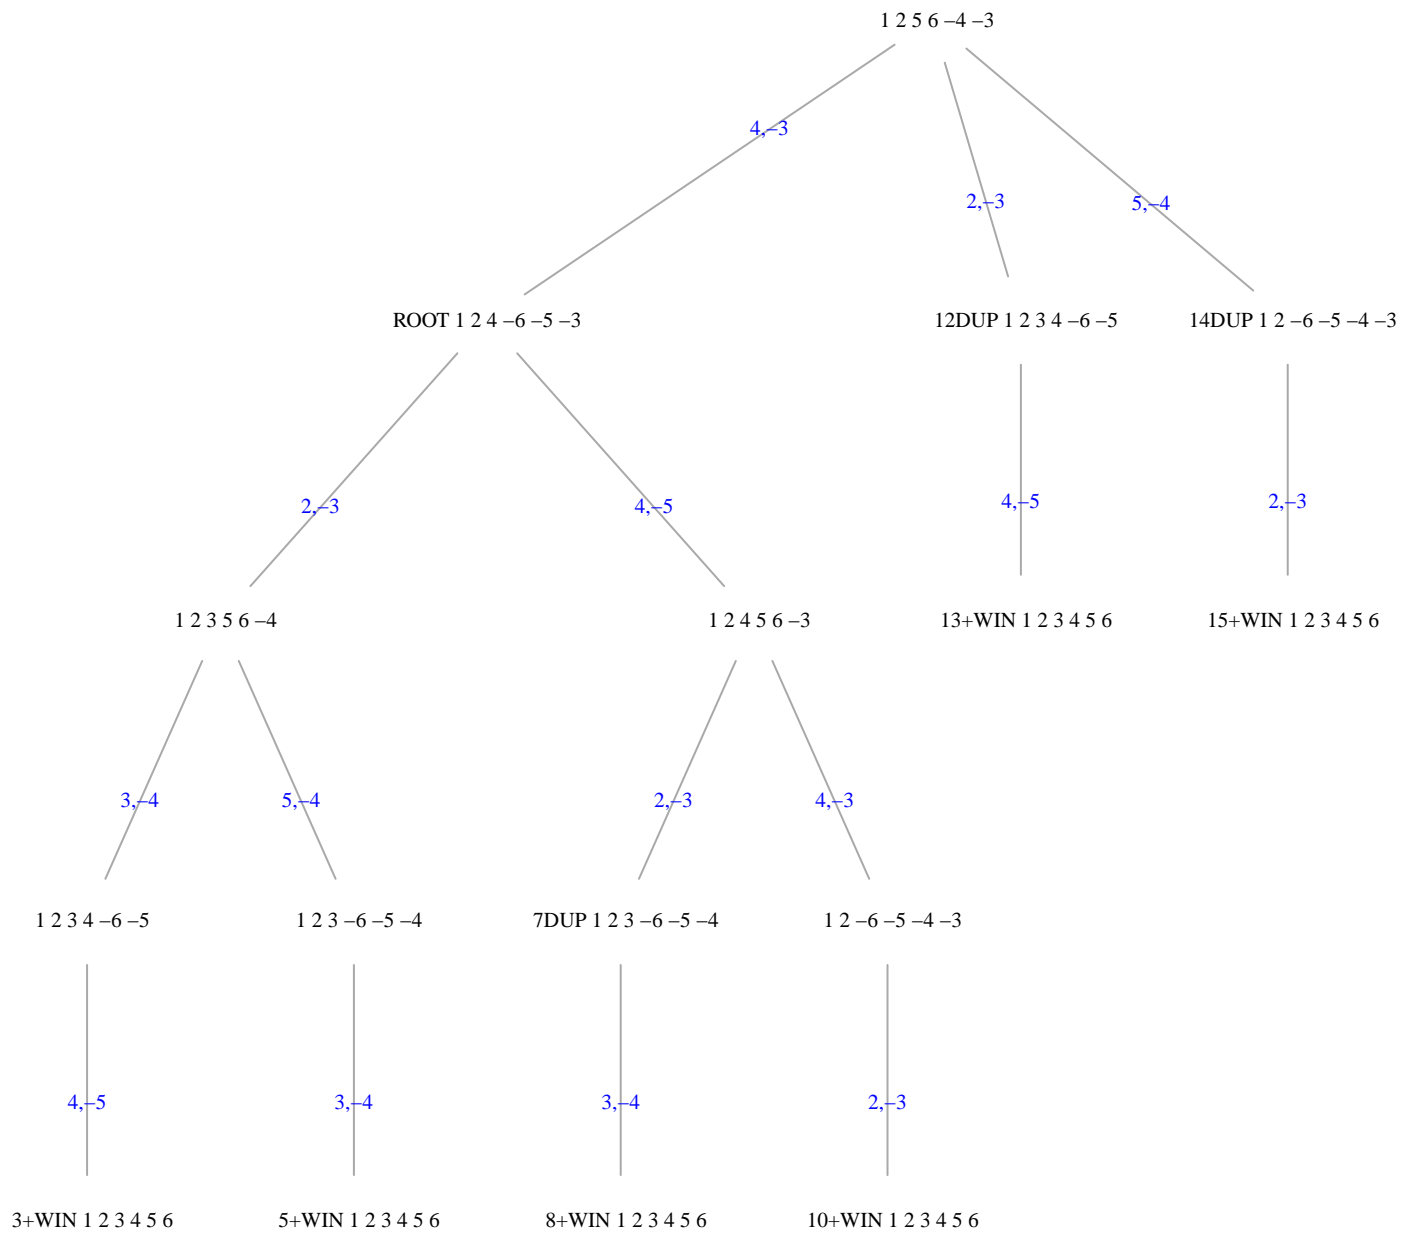 1 2 5 6 –4 –3
4,–3
2,–3
5,–4
ROOT 1 2 4 –6 –5 –3
12DUP 1 2 3 4 –6 –5
14DUP 1 2 –6 –5 –4 –3
2,–3
4,–5
4,–5
2,–3
1 2 3 5 6 –4
1 2 4 5 6 –3
13+WIN 1 2 3 4 5 6
15+WIN 1 2 3 4 5 6
3,–4
5,–4
2,–3
4,–3
1 2 3 4 –6 –5
1 2 3 –6 –5 –4
7DUP 1 2 3 –6 –5 –4
1 2 –6 –5 –4 –3
4,–5
3,–4
3,–4
2,–3
3+WIN 1 2 3 4 5 6
5+WIN 1 2 3 4 5 6
8+WIN 1 2 3 4 5 6
10+WIN 1 2 3 4 5 6